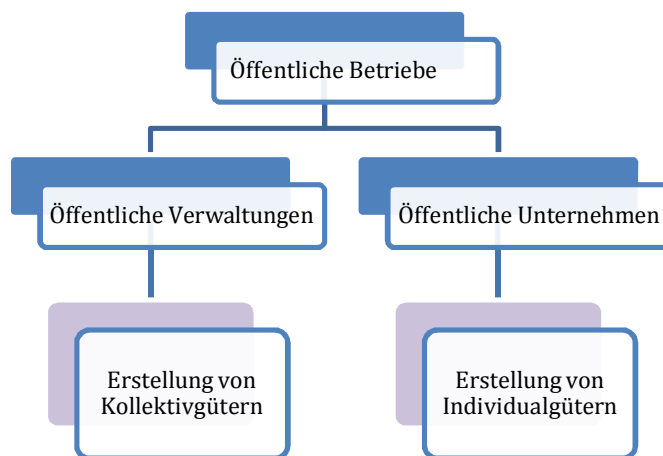 Öffentliche Betriebe
Öffentliche Verwaltungen
Öffentliche Unternehmen
Erstellung von
Kollektivgütern
Erstellung von
Individualgütern